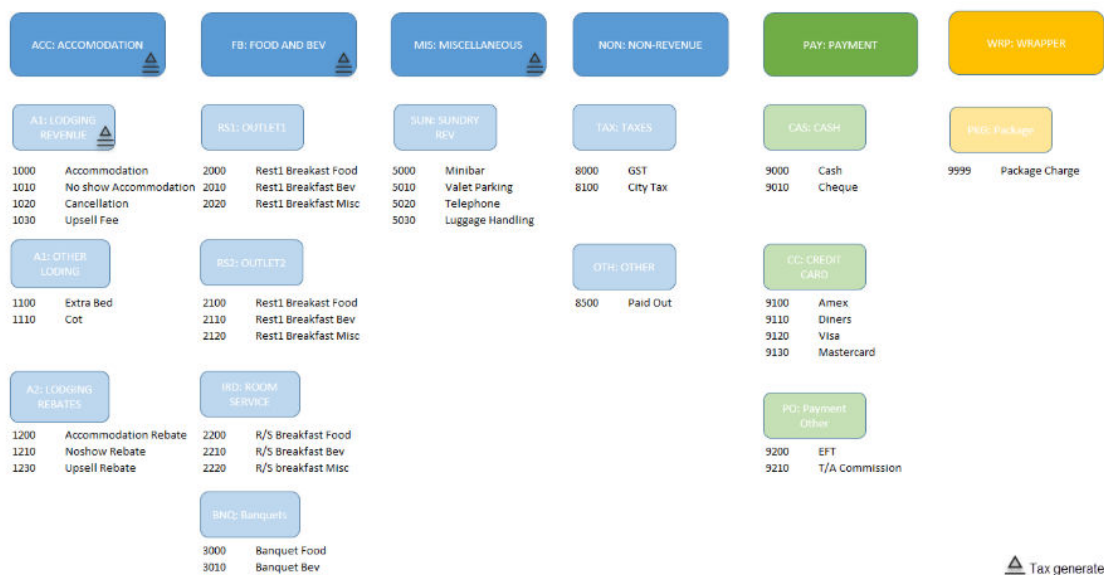 ACC: ACCOMODATION
FB: FOOD AND BEV
MIS: MISCELLANEOUS
NON: NON-REVENUE
PAY: PAYMENT
WRP: WRAPPER
A1: LODGING
REVENUE
1000 Accommodation
1010 No show Accommodation
1020 Cancellation
1030 Upsell Fee
A1: OTHER
LODING
1100 Extra Bed
1110 Cot
A2: LODGING
REBATES
1200 Accommodation Rebate
1210 Noshow Rebate
1230 Upsell Rebate
RS1: OUTLET1
2000 Rest1 Breakast Food
2010 Rest1 Breakfast Bev
2020 Rest1 Breakfast Misc
RS2: OUTLET2
2100 Rest1 Breakast Food
2110 Rest1 Breakfast Bev
2120 Rest1 Breakfast Misc
IRD: ROOM
SERVICE
2200 R/S Breakfast Food
2210 R/S Breakfast Bev
2220 R/S breakfast Misc
BNQ: Banquets
3000 Banquet Food
3010 Banquet Bev
SUN: SUNDRY
REV
5000 Minibar
5010 Valet Parking
5020 Telephone
5030 Luggage Handling
TAX: TAXES
8000 GST
8100 City Tax
OTH: OTHER
8500 Paid Out
CAS: CASH
9000 Cash
9010 Cheque
CC: CREDIT
CARD
9100 Amex
9110 Diners
9120 Visa
9130 Mastercard
PO: Payment
Other
9200 EFT
9210 T/A Commission
PKG: Package
9999 Package Charge
Tax generate